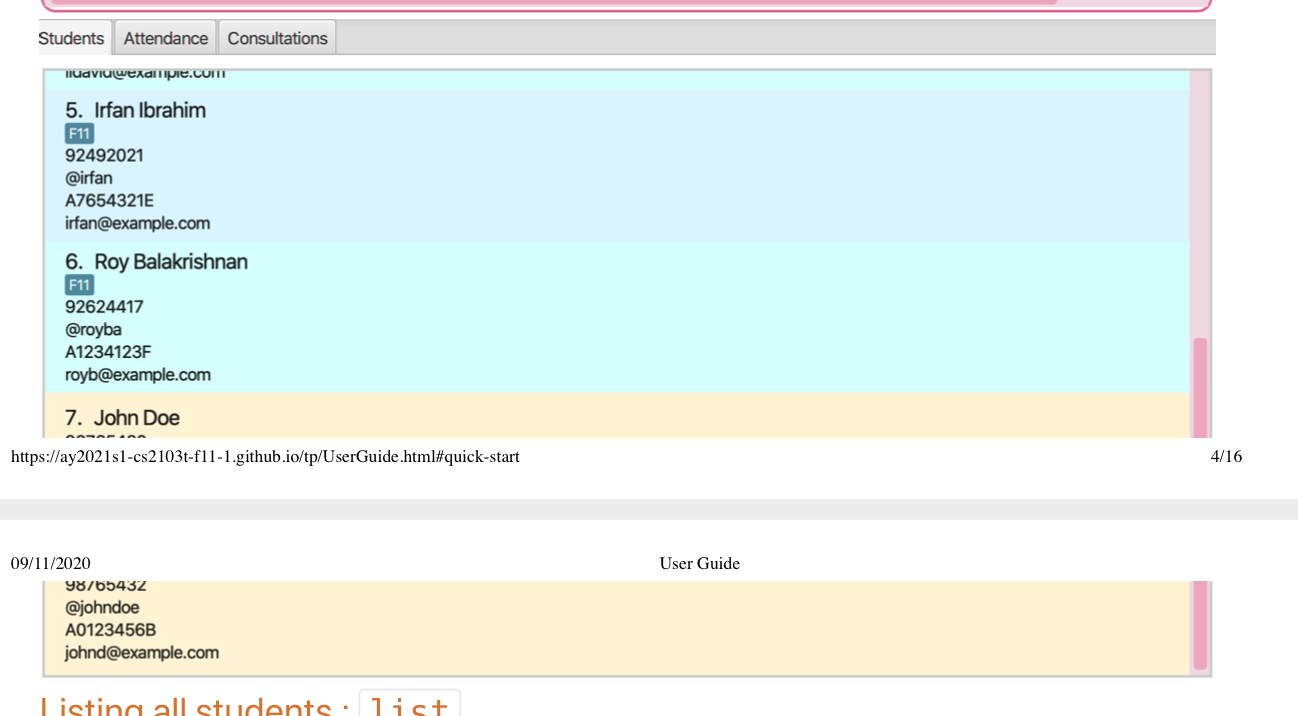 Students Attendance Consultations
lidavid@example.com
5. Irfan Ibrahim
F11
92492021
@irfan
A7654321E
irfan@example.com
6. Roy Balakrishnan
F11
92624417
@royba
A1234123F
royb@example.com
7. John Doe
https://ay2021s1-cs2103t-f11-1.github.io/tp/UserGuide.html#quick-start 4/16
09/11/2020 User Guide
98765432
@johndoe
A0123456B
johnd@example.com
Listing all students : list